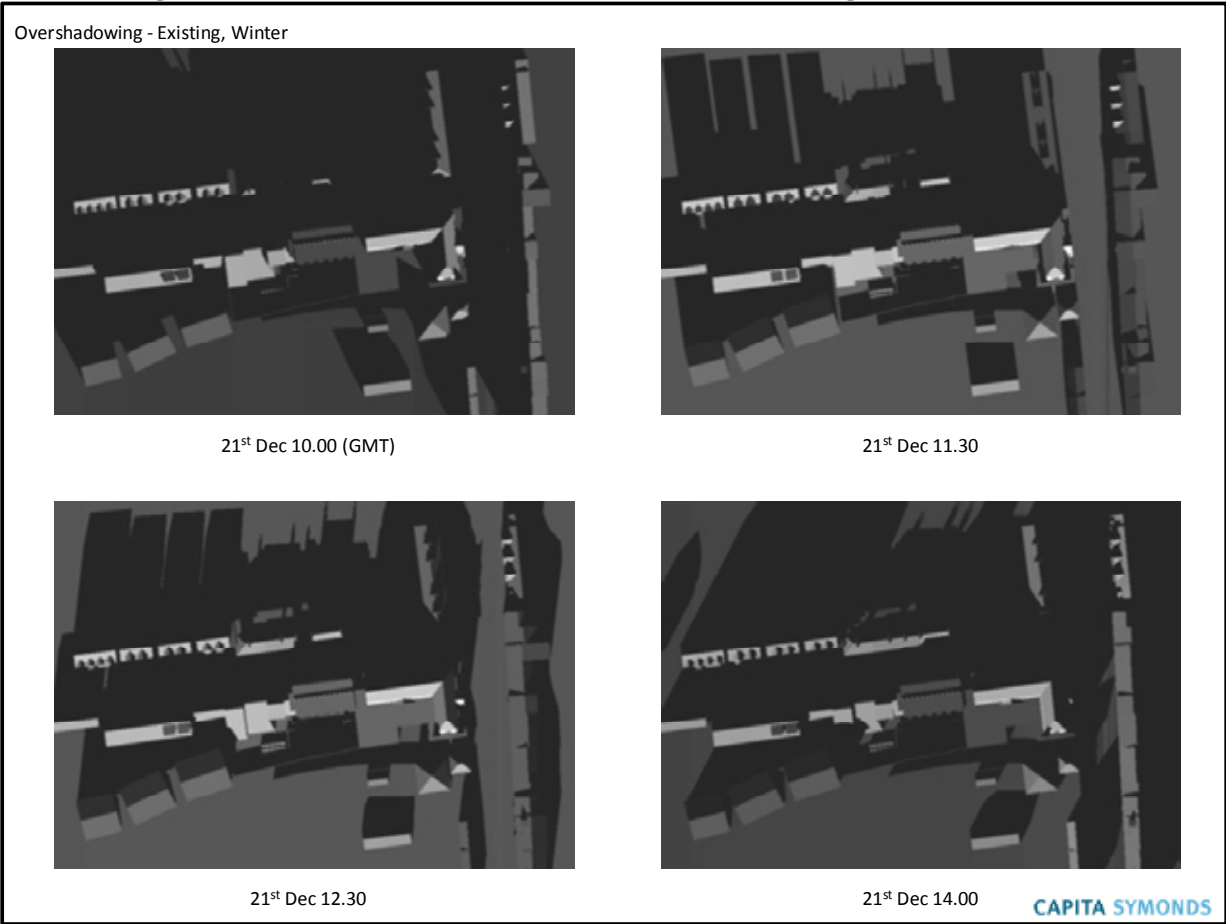 Overshadowing - Existing, Winter
21st Dec 10.00 (GMT)
21st Dec 11.30
21st Dec 12.30
21st Dec 14.00
CAPITA SYMONDS